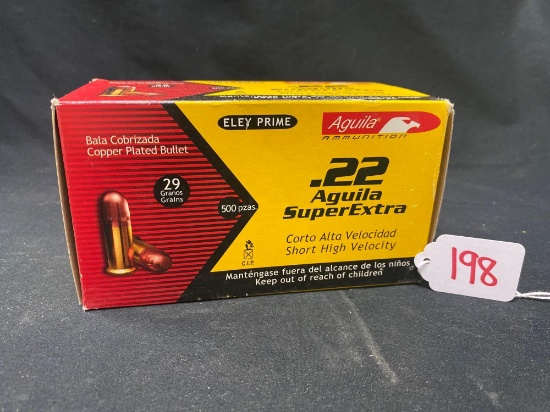 ELEY PRIME
Aguila
AMMUNITION
Bala Cobrizada
Copper Plated Bullet
29
Granos
Grains
500 pzas.
.22
Aguila
SuperExtra
Corto Alta Velocidad
Short High Velocity
C.I.P.
Manténgase fuera del alcance de los niños
Keep out of reach of children
198